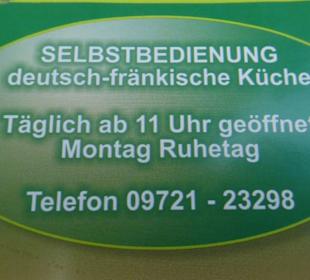 SELBSTBEDIENUNG
deutsch-fränkische Küche
Täglich ab 11 Uhr geöffnet
Montag Ruhetag
Telefon 09721 - 23298